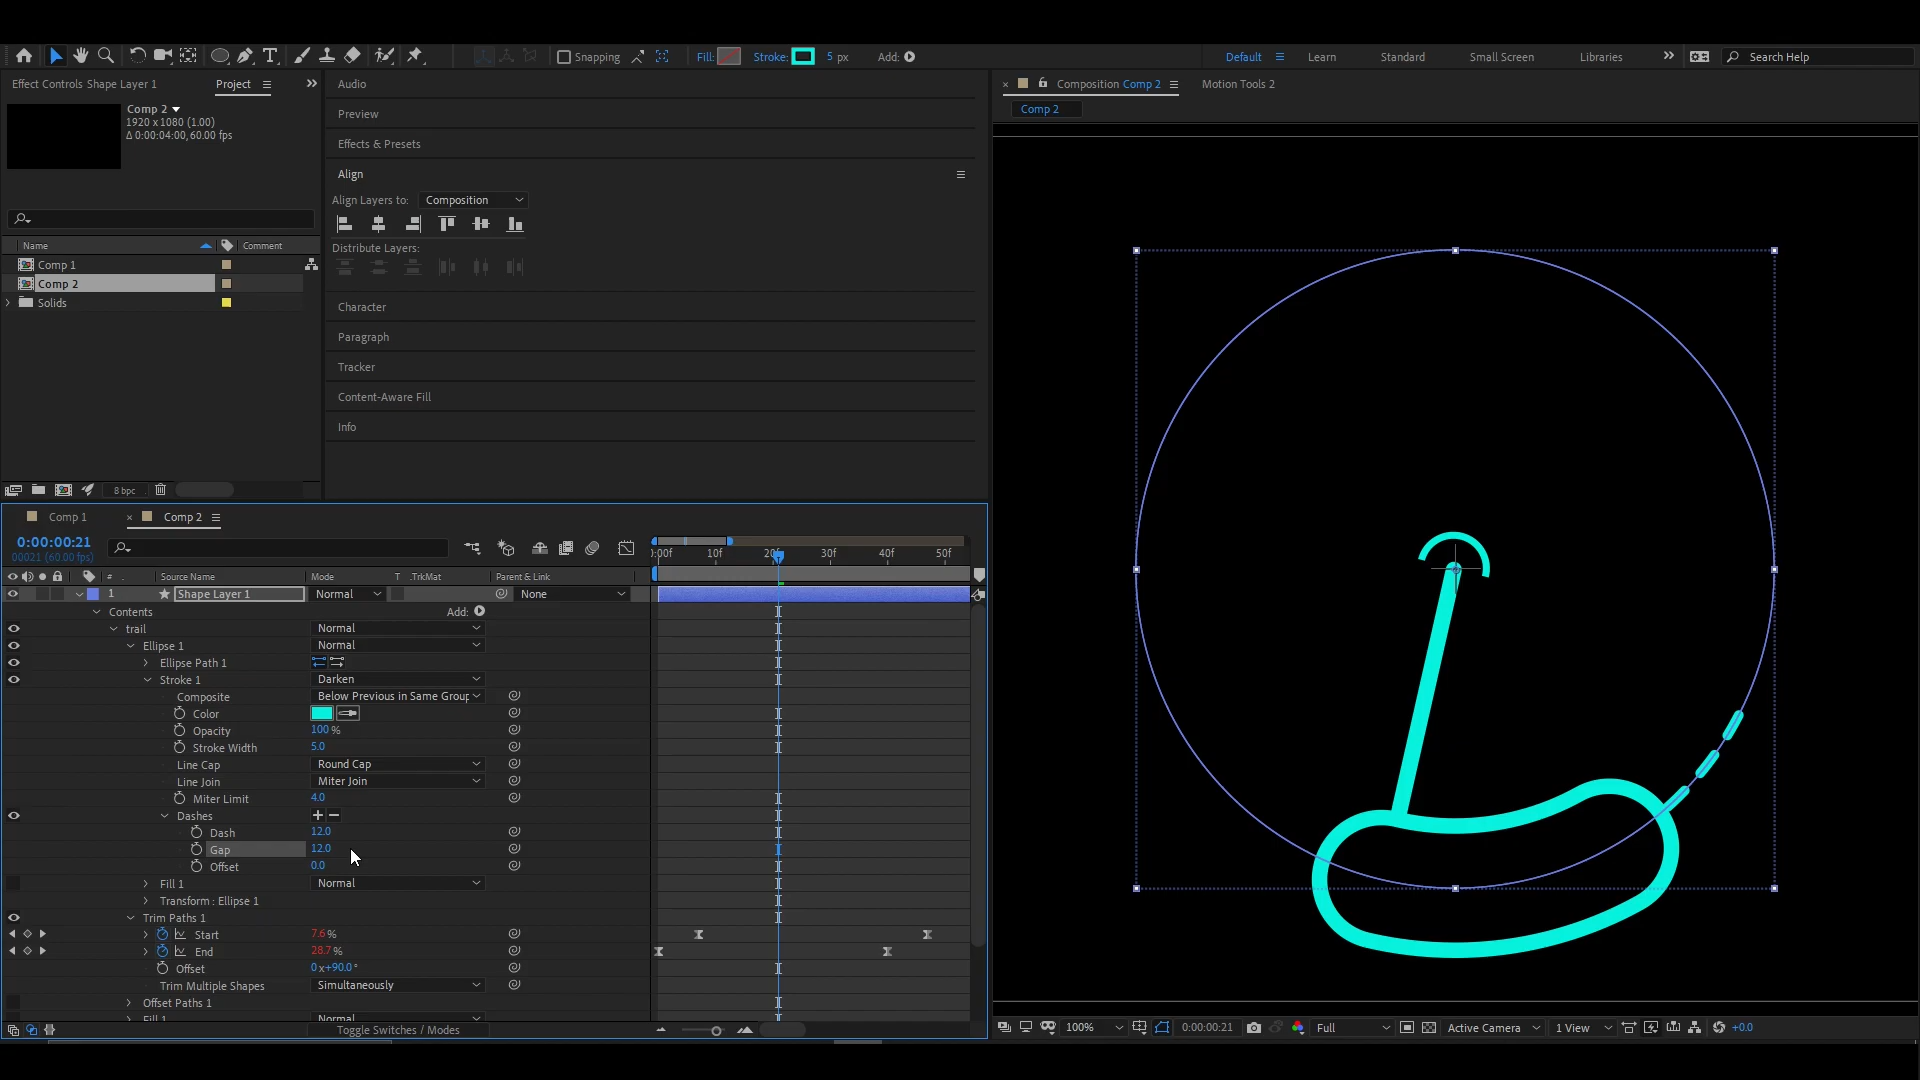 Snapping
Fill:
Stroke:
5 px
Add:
Default
Learn
Standard
Small Screen
Libraries
Search Help
Effect Controls Shape Layer 1
Project
Comp 2
1920 x 1080 (1.00)
Δ 0:00:04:00, 60.00 fps
Name
Comment
Comp 1
Comp 2
Solids
8 bpc
Audio
Preview
Effects & Presets
Align
Align Layers to:
Composition
Distribute Layers:
Character
Paragraph
Tracker
Content-Aware Fill
Info
Composition Comp 2
Motion Tools 2
Comp 2
Comp 1
Comp 2
0:00:00:21
00021 (60.00 fps)
:00f
10f
20f
30f
40f
50f
#
Source Name
Mode
T .TrkMat
Parent & Link
1
Shape Layer 1
Normal
None
Contents
Add:
trail
Normal
Ellipse 1
Normal
Ellipse Path 1
Stroke 1
Darken
Composite
Below Previous in Same Group
Color
Opacity
100 %
Stroke Width
5.0
Line Cap
Round Cap
Line Join
Miter Join
Miter Limit
4.0
Dashes
Dash
12.0
Gap
12.0
Offset
0.0
Fill 1
Normal
Transform : Ellipse 1
Trim Paths 1
Start
7.6 %
End
28.7 %
Offset
0 x +90.0 °
Trim Multiple Shapes
Simultaneously
Offset Paths 1
Fill 1
Normal
Toggle Switches / Modes
100%
0:00:00:21
Full
Active Camera
1 View
+0.0